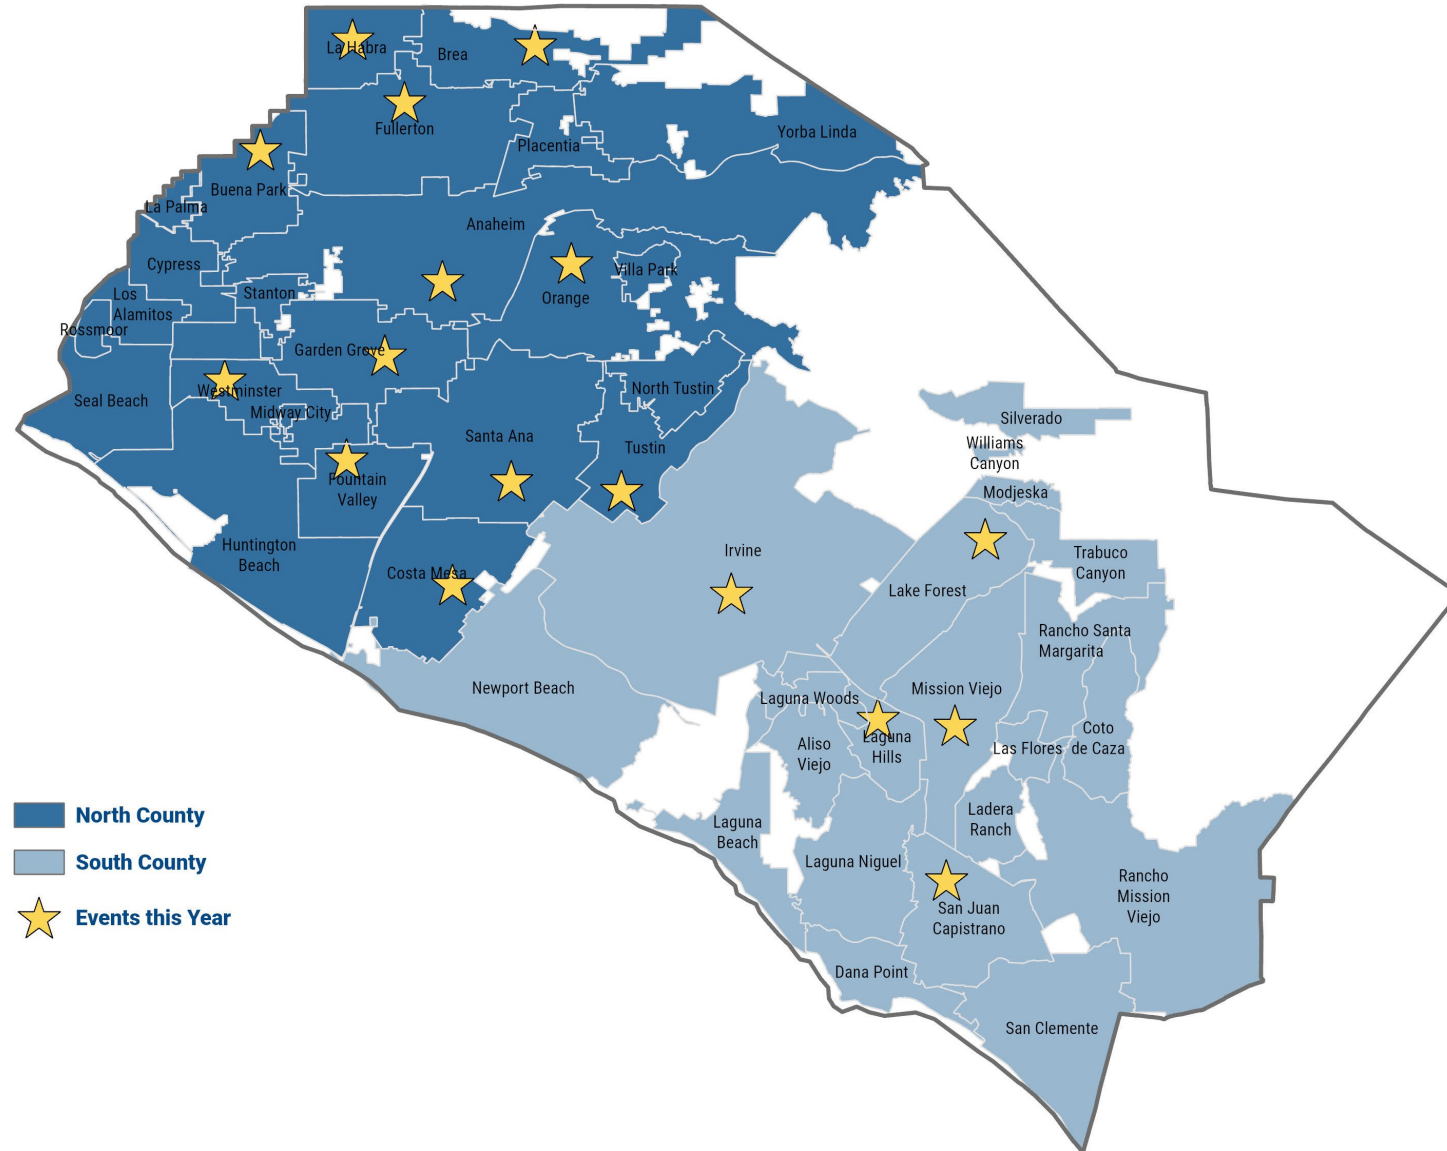 La Habra
Brea
Fullerton
Placentia
Yorba Linda
Buena Park
La Palma
Anaheim
Cypress
Stanton
Villa Park
Orange
Los
Alamitos
Rossmoor
Garden Grove
Seal Beach
Westminster
Midway City
North Tustin
Santa Ana
Tustin
Fountain
Valley
Huntington
Beach
Costa Mesa
Irvine
Silverado
Williams
Canyon
Modjeska
Trabuco
Canyon
Lake Forest
Rancho Santa
Margarita
Newport Beach
Laguna Woods
Mission Viejo
Aliso
Viejo
Laguna
Hills
Las Flores
Coto
de Caza
Laguna
Beach
Ladera
Ranch
Laguna Niguel
Rancho
Mission
Viejo
San Juan
Capistrano
Dana Point
San Clemente
North County
South County
Events this Year